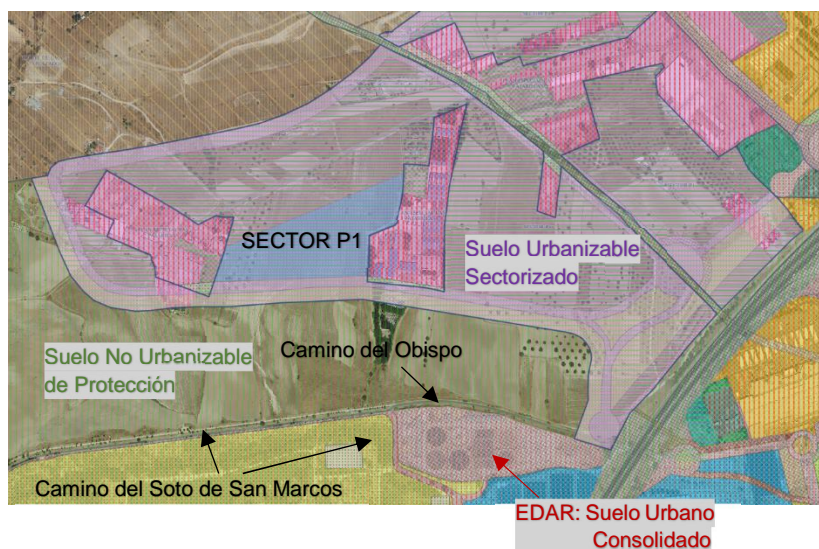 SECTOR P1
Suelo Urbanizable
Sectorizado
Suelo No Urbanizable
de Protección
Camino del Obispo
Camino del Soto de San Marcos
EDAR: Suelo Urbano
Consolidado